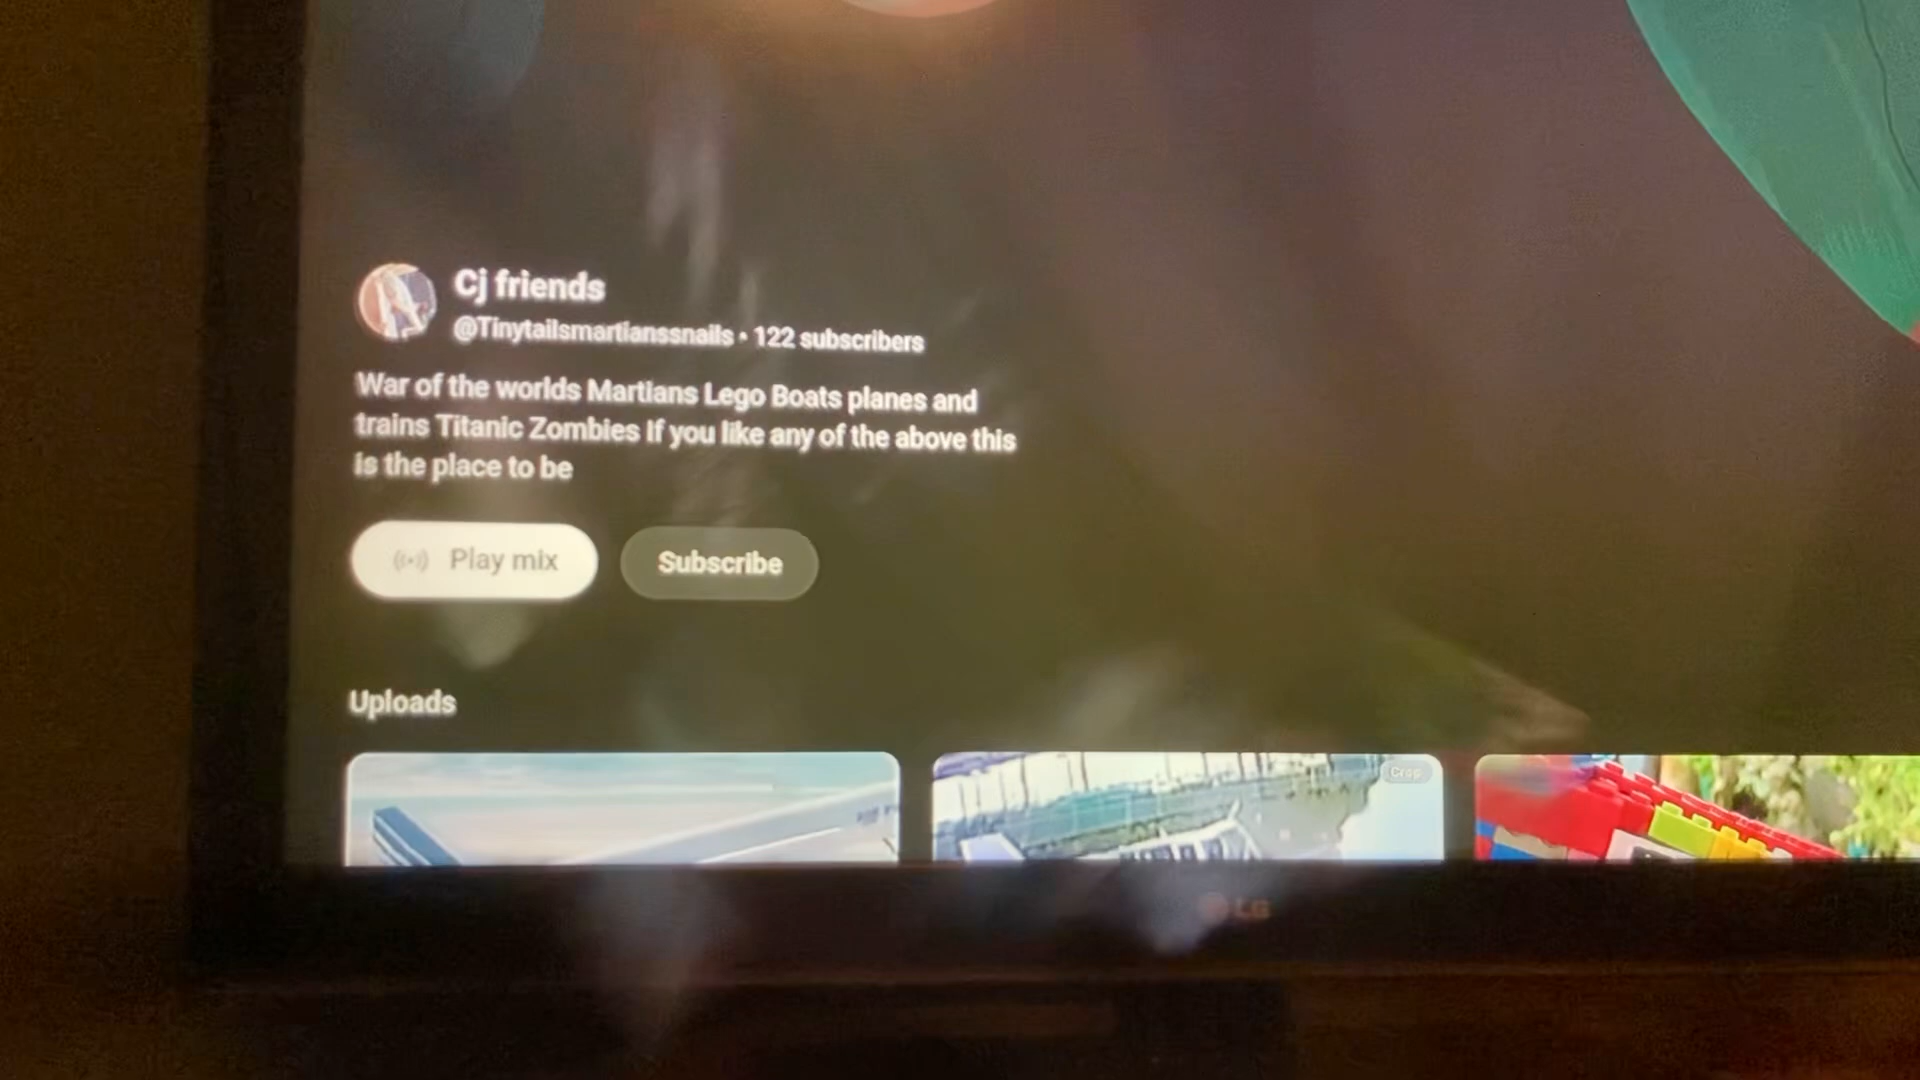 Cj friends
@Tinytailsmartianssnails • 122 subscribers
War of the worlds Martians Lego Boats planes and
trains Titanic Zombies If you like any of the above this
is the place to be
Play mix
Subscribe
Uploads
Crop
LG